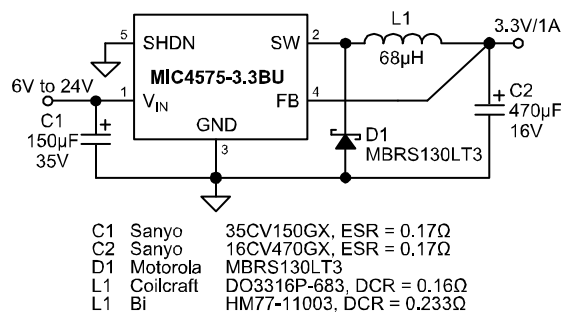 L1
3.3V/1A
5 SHDN SW 2
68µH
MIC4575-3.3BU
6V to 24V
1 VIN FB 4
C2
470µF
16V
C1
150µF
35V
GND
3
D1
MBRS130LT3
C1 Sanyo 35CV150GX, ESR = 0.17Ω
C2 Sanyo 16CV470GX, ESR = 0.17Ω
D1 Motorola MBRS130LT3
L1 Coilcraft DO3316P-683, DCR = 0.16Ω
L1 Bi HM77-11003, DCR = 0.233Ω